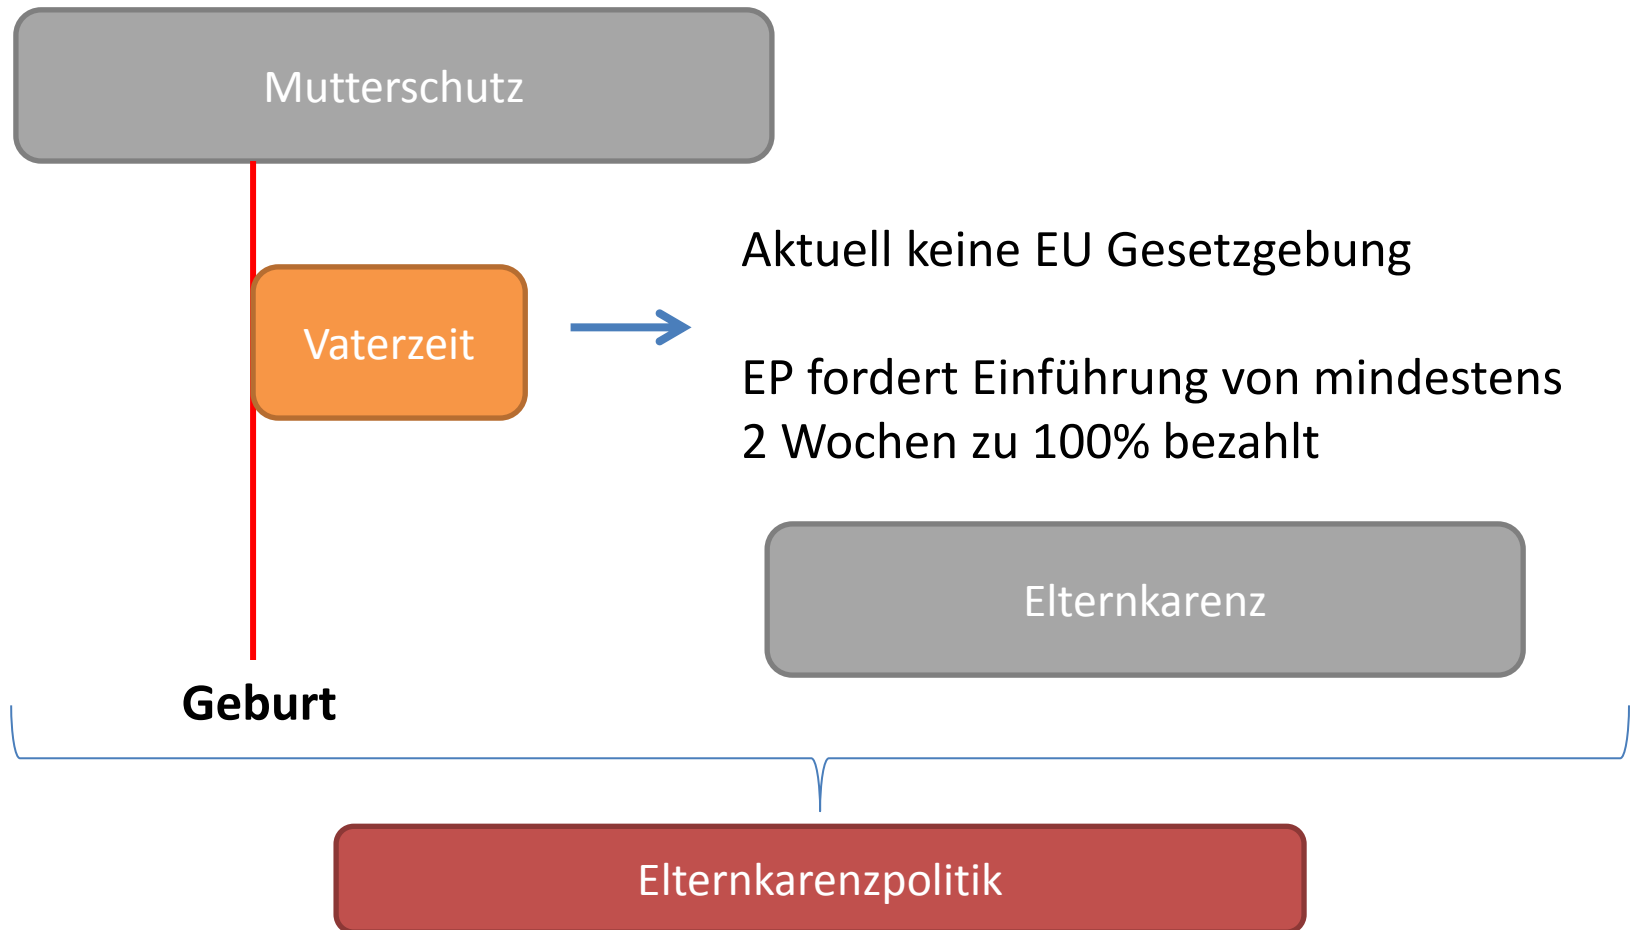 Mutterschutz
Aktuell keine EU Gesetzgebung
Vaterzeit
EP fordert Einführung von mindestens
2 Wochen zu 100% bezahlt
Elternkarenz
Geburt
Elternkarenzpolitik